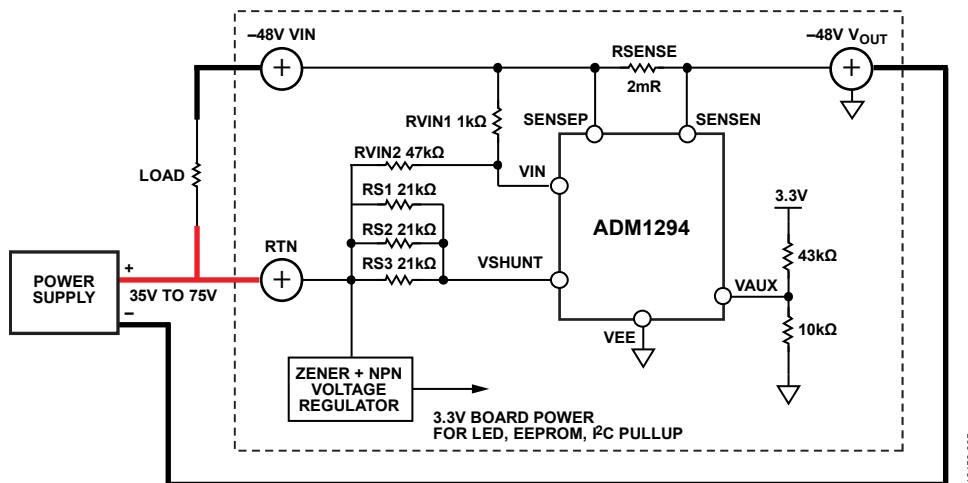 –48V VIN
RSENSE
2mR
–48V VOUT
RVIN1 1kΩ
SENSEP
SENSEN
RVIN2 47kΩ
VIN
LOAD
RS1 21kΩ
3.3V
ADM1294
RTN
RS2 21kΩ
43kΩ
POWER
SUPPLY
+
–
35V TO 75V
RS3 21kΩ
VSHUNT
VAUX
10kΩ
VEE
ZENER + NPN
VOLTAGE
REGULATOR
3.3V BOARD POWER
FOR LED, EEPROM, I2C PULLUP